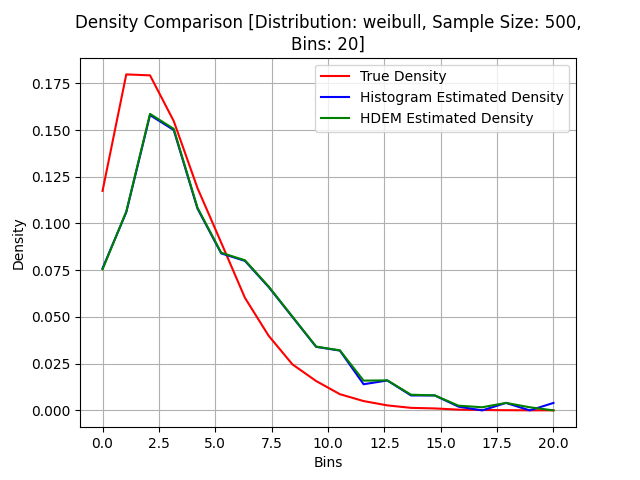 Density Comparison [Distribution: weibull, Sample Size: 500,
Bins: 20]
True Density
Histogram Estimated Density
HDEM Estimated Density
Density
0.175
0.150
0.125
0.100
0.075
0.050
0.025
0.000
0.0 2.5 5.0 7.5 10.0 12.5 15.0 17.5 20.0
Bins